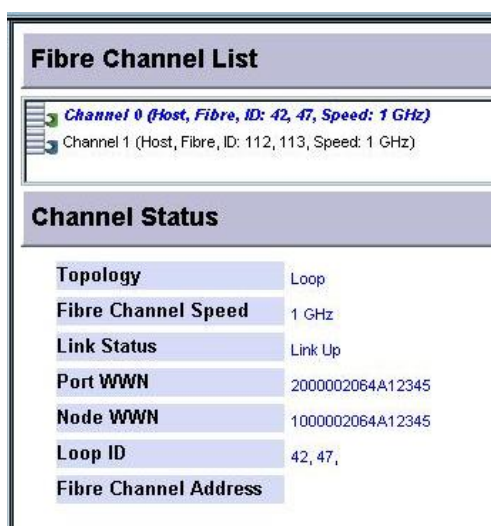 Fibre Channel List
Channel 0 (Host, Fibre, ID: 42, 47, Speed: 1 GHz)
Channel 1 (Host, Fibre, ID: 112, 113, Speed: 1 GHz)
Channel Status
Topology Loop
Fibre Channel Speed 1 GHz
Link Status Link Up
Port WWN 2000002064A12345
Node WWN 1000002064A12345
Loop ID 42, 47,
Fibre Channel Address